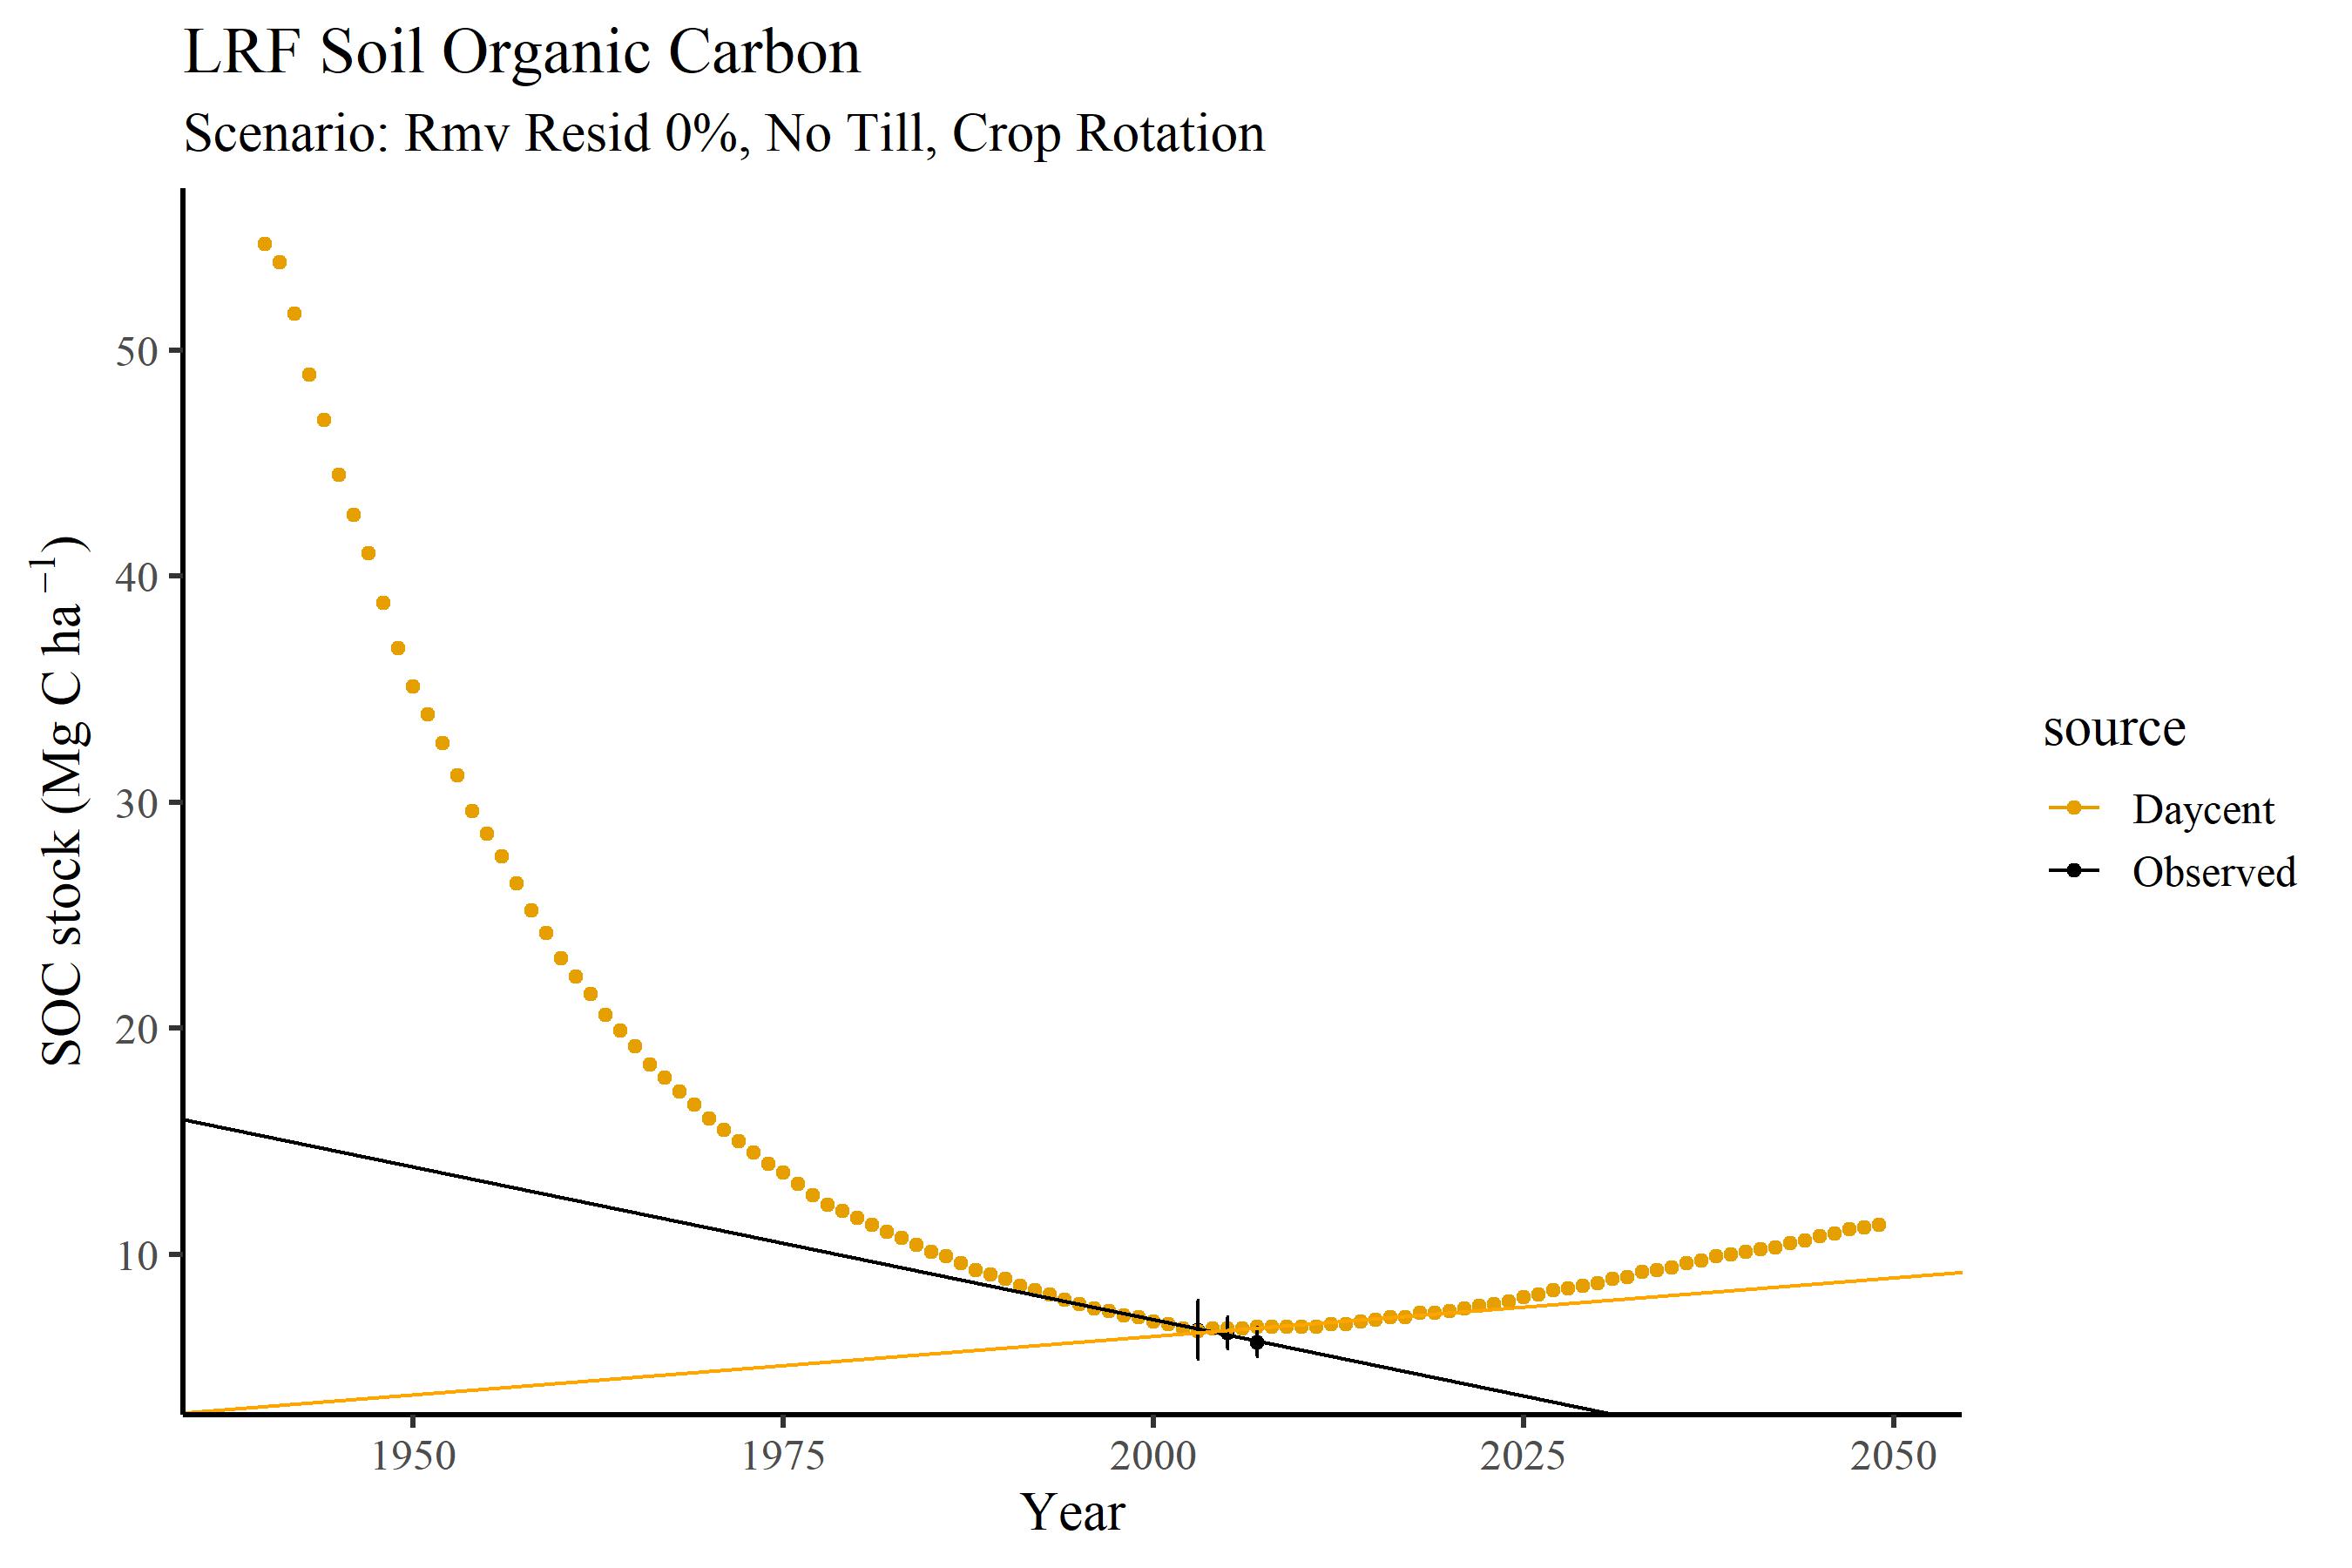 LRF Soil Organic Carbon
Scenario: Rmv Resid 0%, No Till, Crop Rotation
SOC stock (Mg C ha⁻¹)
50
40
30
20
10
1950 1975 2000 2025 2050
Year
source
Daycent
Observed